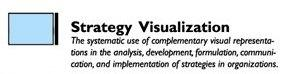 Strategy Visualization
The systematic use of complementary visual representa-
tions in the analysis, development, formulation, communi-
cation, and implementation of strategies in organizations.